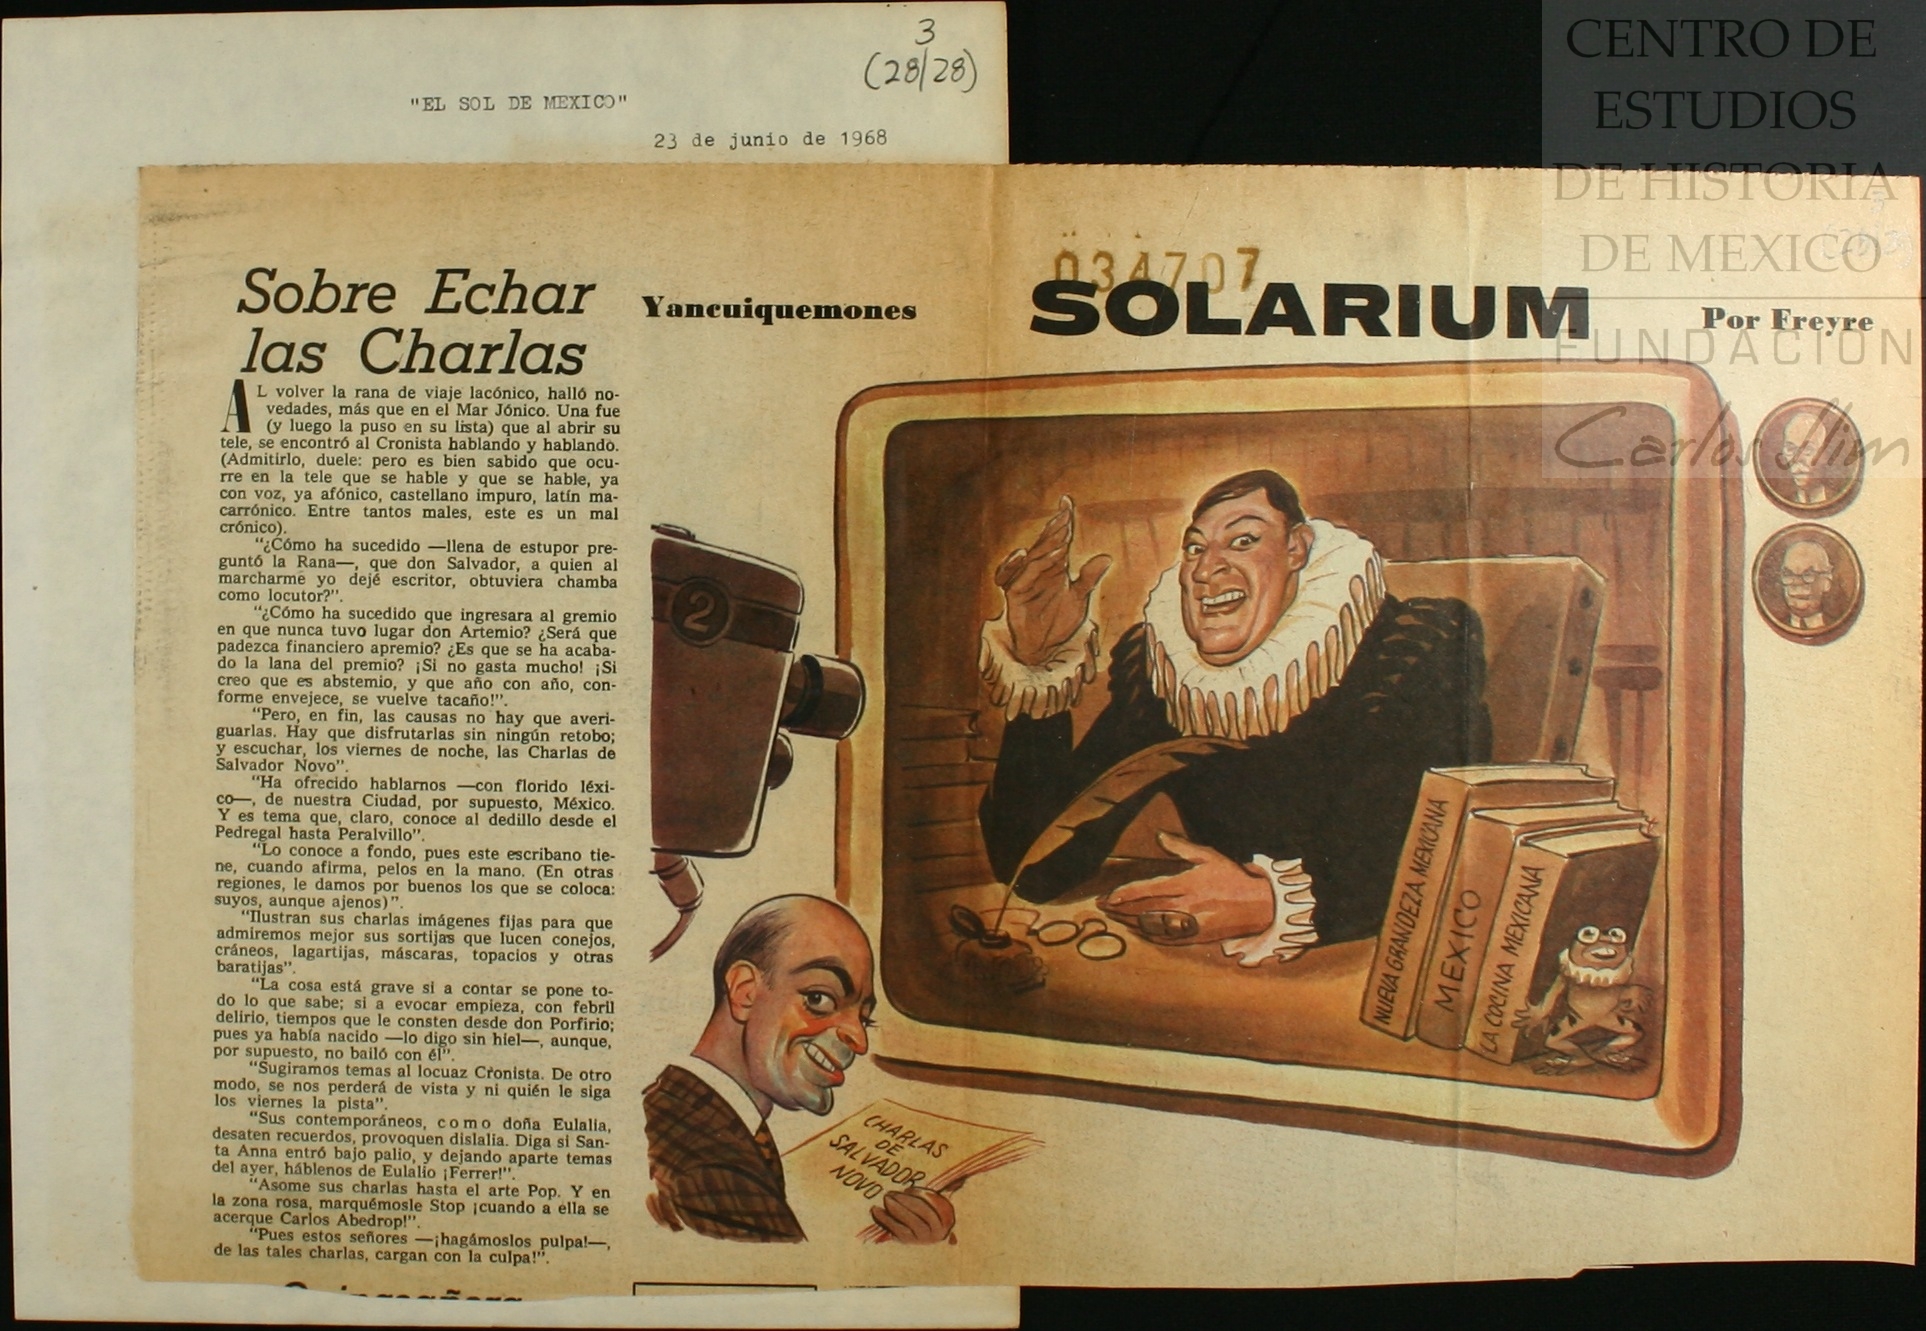 3
(28/28)
"EL SOL DE MEXICO"
23 de junio de 1968
CENTRO DE
ESTUDIOS
DE HISTORIA
DE MEXICO
FUNDACION
Carlos Slim
034707
Sobre Echar
las Charlas
Yancuiquemones
SOLARIUM
Por Freyre
AL volver la rana de viaje lacónico, halló no-
vedades, más que en el Mar Jónico. Una fue
(y luego la puso en su lista) que al abrir su
tele, se encontró al Cronista hablando y hablando.
(Admitirlo, duele: pero es bien sabido que ocu-
rre en la tele que se hable y que se hable, ya
con voz, ya afónico, castellano impuro, latín ma-
carrónico. Entre tantos males, este es un mal
crónico).
"¿Cómo ha sucedido —llena de estupor pre-
guntó la Rana—, que don Salvador, a quien al
marcharme yo dejé escritor, obtuviera chamba
como locutor?".
"¿Cómo ha sucedido que ingresara al gremio
en que nunca tuvo lugar don Artemio? ¿Será que
padezca financiero apremio? ¿Es que se ha acaba-
do la lana del premio? ¡Si no gasta mucho! ¡Si
creo que es abstemio, y que año con año, con-
forme envejece, se vuelve tacaño!".
"Pero, en fin, las causas no hay que averi-
guarlas. Hay que disfrutarlas sin ningún retobo;
y escuchar, los viernes de noche, las Charlas de
Salvador Novo".
"Ha ofrecido hablarnos —con florido léxi-
co—, de nuestra Ciudad, por supuesto, México.
Y es tema que, claro, conoce al dedillo desde el
Pedregal hasta Peralvillo".
"Lo conoce a fondo, pues este escribano tie-
ne, cuando afirma, pelos en la mano. (En otras
regiones, le damos por buenos los que se coloca:
suyos, aunque ajenos)".
"Ilustran sus charlas imágenes fijas para que
admiremos mejor sus sortijas que lucen conejos,
cráneos, lagartijas, máscaras, topacios y otras
baratijas".
"La cosa está grave si a contar se pone to-
do lo que sabe; si a evocar empieza, con febril
delirio, tiempos que le consten desde don Porfirio;
pues ya había nacido —lo digo sin hiel—, aunque,
por supuesto, no bailó con él".
"Sugiramos temas al locuaz Cronista. De otro
modo, se nos perderá de vista y ni quién le siga
los viernes la pista".
"Sus contemporáneos, como doña Eulalia,
desaten recuerdos, provoquen dislalia. Diga si San-
ta Anna entró bajo palio, y dejando aparte temas
del ayer, háblenos de Eulalio ¡Ferrer!".
"Asome sus charlas hasta el arte Pop. Y en
la zona rosa, marquémosle Stop ¡cuando a ella se
acerque Carlos Abedrop!".
"Pues estos señores —¡hagámoslos pulpa!—,
de las tales charlas, cargan con la culpa!".
2
NUEVA GRANDEZA MEXICANA
MEXICO
LA COCINA MEXICANA
CHARLAS
DE
SALVADOR
NOVO